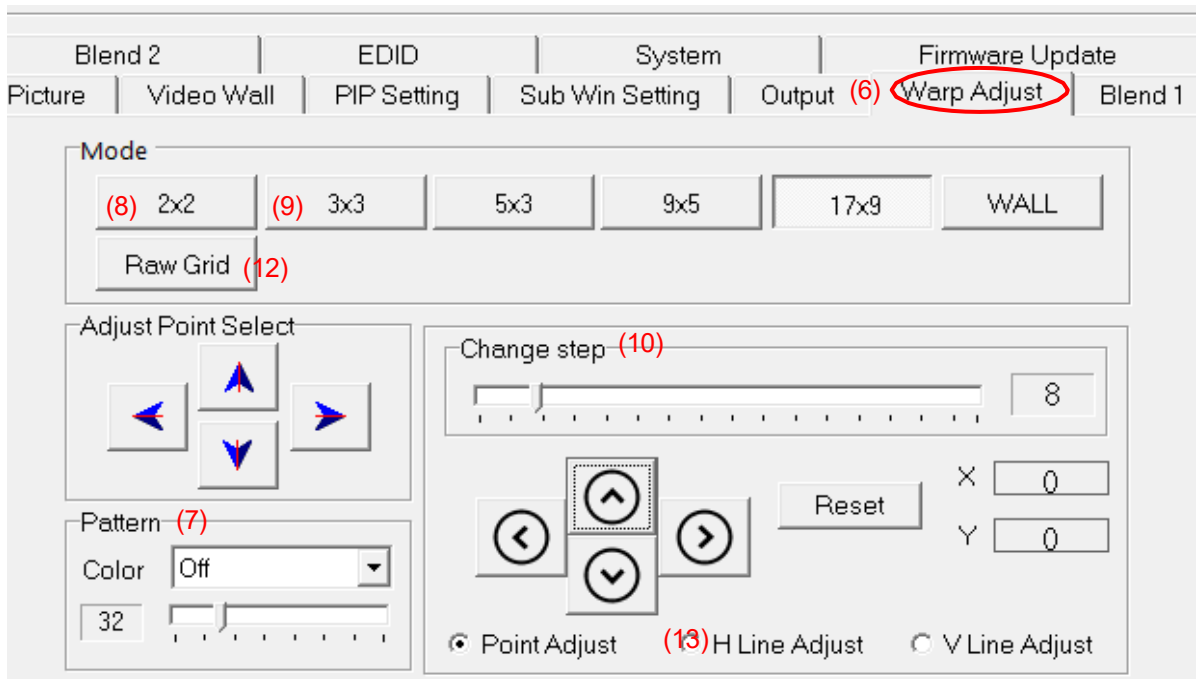 Blend 2 EDID System Firmware Update
Picture Video Wall PIP Setting Sub Win Setting Output (6) Warp Adjust Blend 1
Mode
(8) 2x2 (9) 3x3 5x3 9x5 17x9 WALL
Raw Grid (12)
Adjust Point Select
Change step (10)
8
Reset
X 0
Y 0
Pattern (7)
Color Off
32
Point Adjust (13) H Line Adjust V Line Adjust